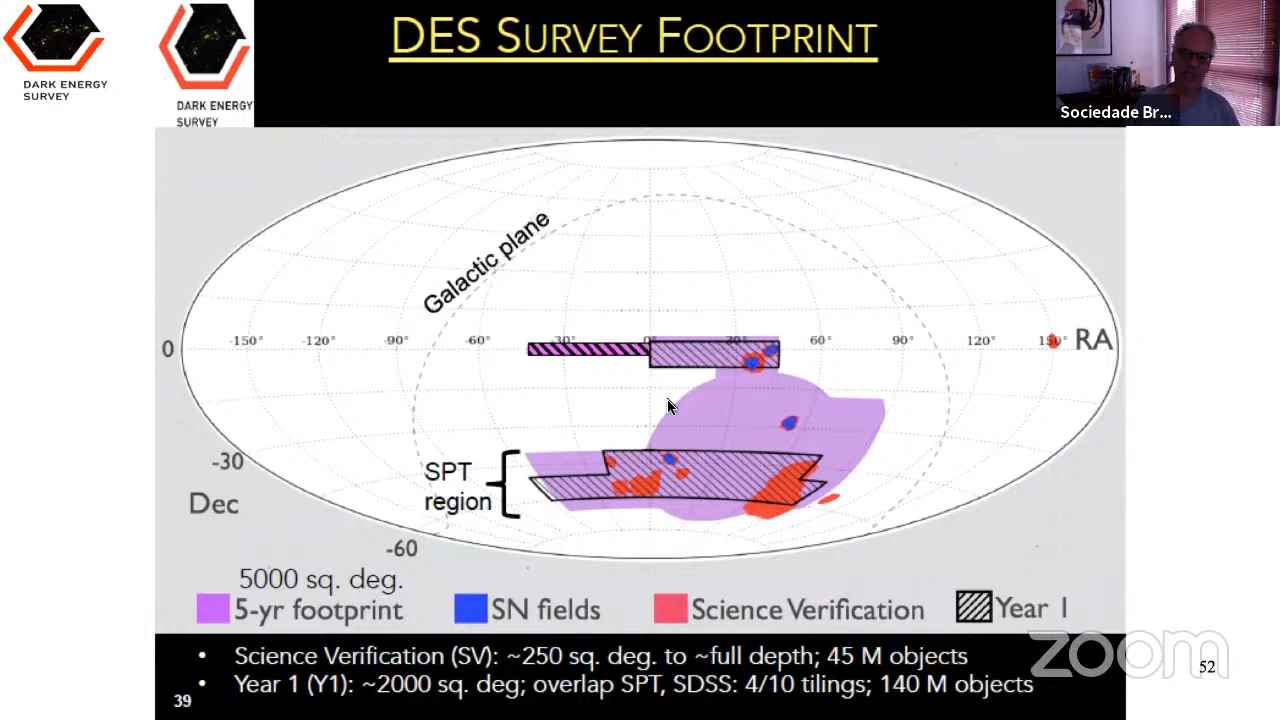 DES SURVEY FOOTPRINT
DARK ENERGY
SURVEY
DARK ENERGY
SURVEY
Sociedade Br...
Galactic plane
0
-150°
-120°
-90°
-60°
-30°
0°
30°
60°
90°
120°
150°
RA
-30
SPT
region
Dec
-60
5000 sq. deg.
5-yr footprint
SN fields
Science Verification
Year 1
• Science Verification (SV): ~250 sq. deg. to ~full depth; 45 M objects
• Year 1 (Y1): ~2000 sq. deg; overlap SPT, SDSS: 4/10 tilings; 140 M objects
39
zoom
52